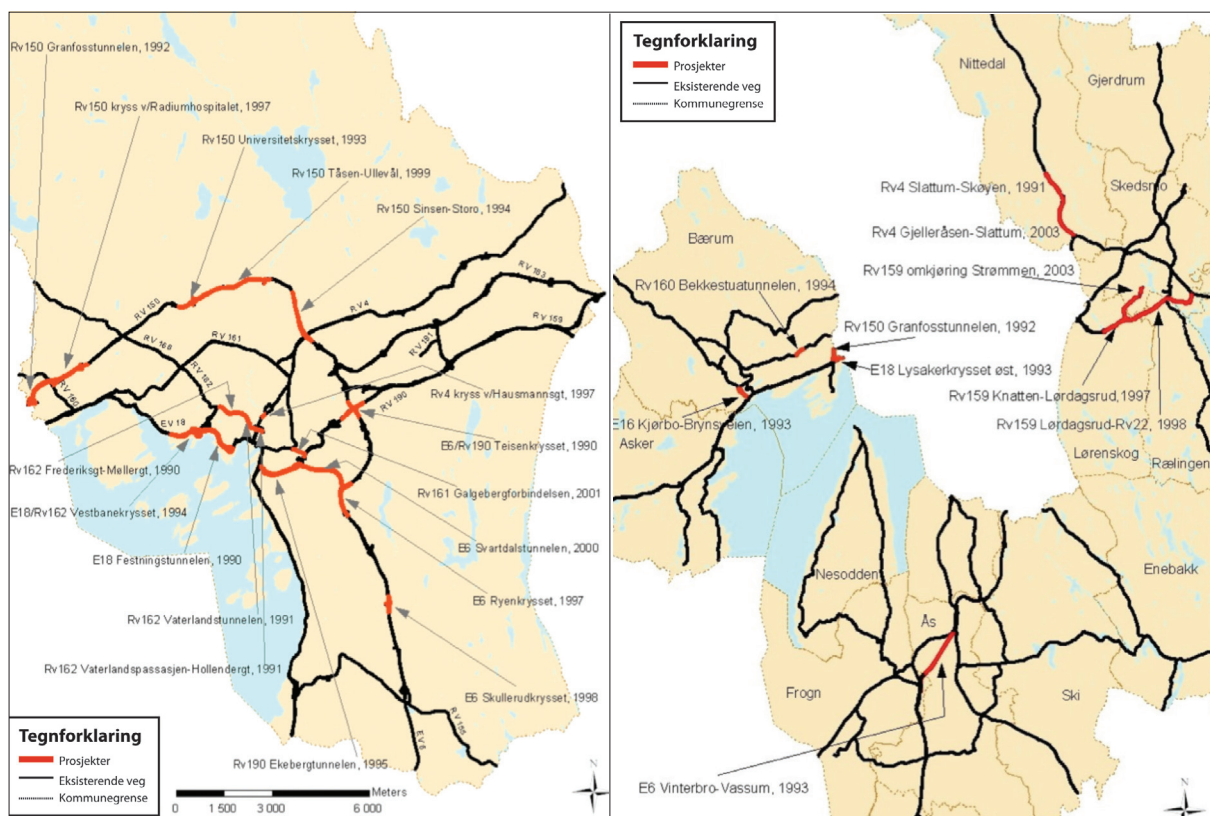 Rv150 Granfosstunnelen, 1992
Rv150 kryss v/Radiumhospitalet, 1997
Rv150 Universitetskrysset, 1993
Rv150 Tåsen-Ullevål, 1999
Rv150 Sinsen-Storo, 1994
RV 150
RV 168
RV 161
RV 4
RV 163
RV 159
RV 191
RV 190
RV 162
RV 160
EV 18
Rv4 kryss v/Hausmannsgt, 1997
E6/Rv190 Teisenkrysset, 1990
Rv162 Frederiksgt-Møllergt, 1990
Rv161 Galgebergforbindelsen, 2001
E18/Rv162 Vestbanekrysset, 1994
E6 Svartdalstunnelen, 2000
E18 Festningstunnelen, 1990
E6 Ryenkrysset, 1997
Rv162 Vaterlandstunnelen, 1991
Rv162 Vaterlandspassasjen-Hollendergt, 1991
E6 Skullerudkrysset, 1998
RV 155
EV 6
Rv190 Ekebergtunnelen, 1995
Tegnforklaring
Prosjekter
Eksisterende veg
Kommunegrense
Meters
0 1 500 3 000 6 000
N
Tegnforklaring
Prosjekter
Eksisterende veg
Kommunegrense
Nittedal
Gjerdrum
Rv4 Slattum-Skøyen, 1991
Skedsmo
Rv4 Gjelleråsen-Slattum, 2003
Bærum
Rv159 omkjøring Strømmen, 2003
Rv160 Bekkestuatunnelen, 1994
Rv150 Granfosstunnelen, 1992
E18 Lysakerkrysset øst, 1993
Rv159 Knatten-Lørdagsrud,1997
E16 Kjørbo-Brynsveien, 1993
Rv159 Lørdagsrud-Rv22, 1998
Asker
Lørenskog
Rælingen
Enebakk
Nesodden
Ås
Frogn
Ski
E6 Vinterbro-Vassum, 1993
N